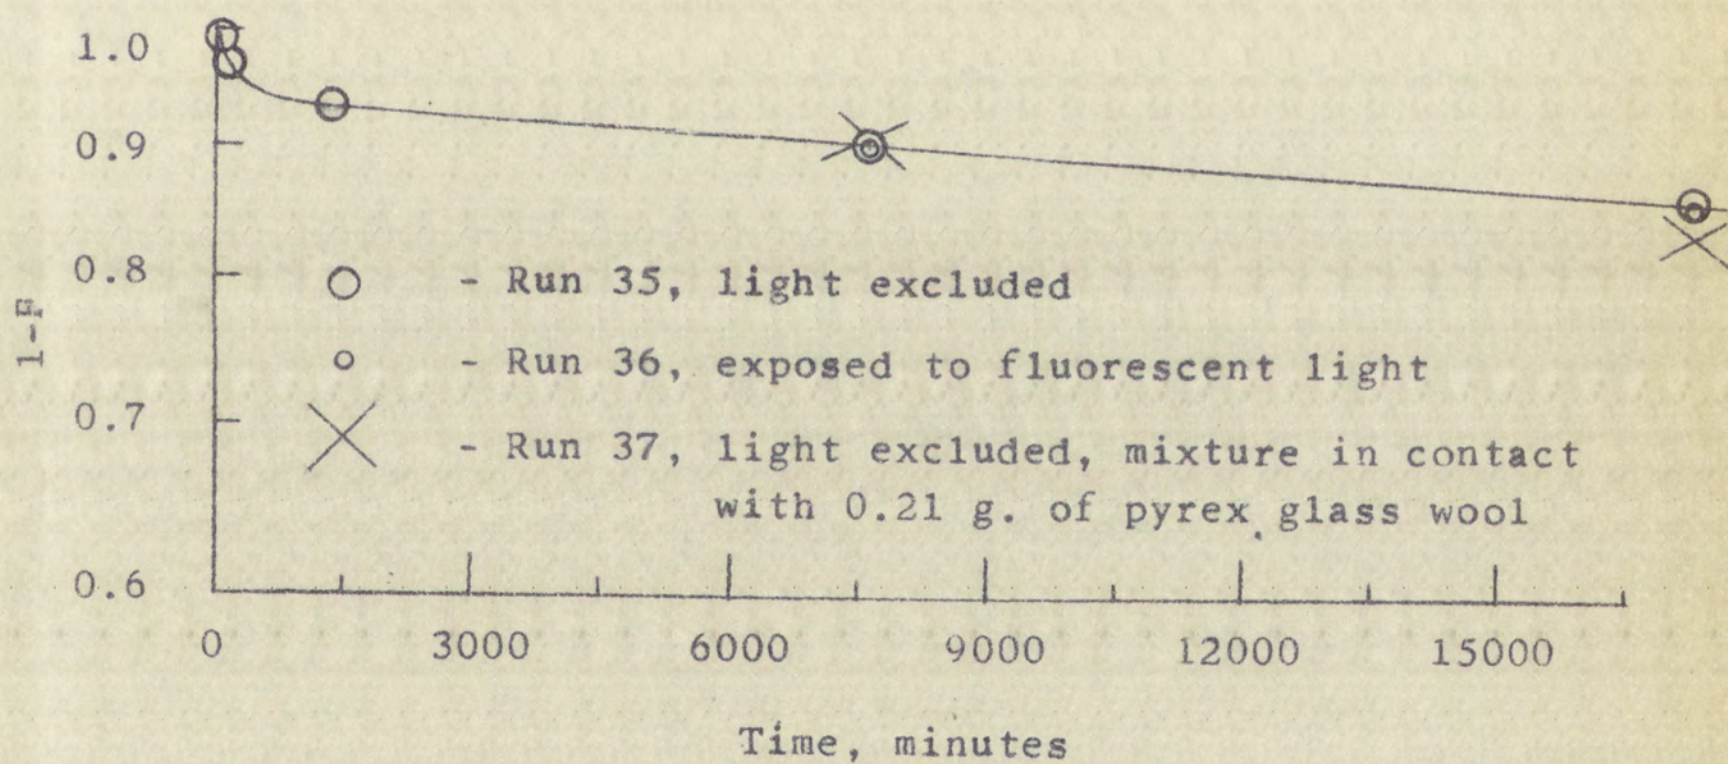 1.0
0.9
0.8
0.7
0.6
1-F
- Run 35, light excluded
- Run 36, exposed to fluorescent light
- Run 37, light excluded, mixture in contact
with 0.21 g. of pyrex glass wool
0 3000 6000 9000 12000 15000
Time, minutes